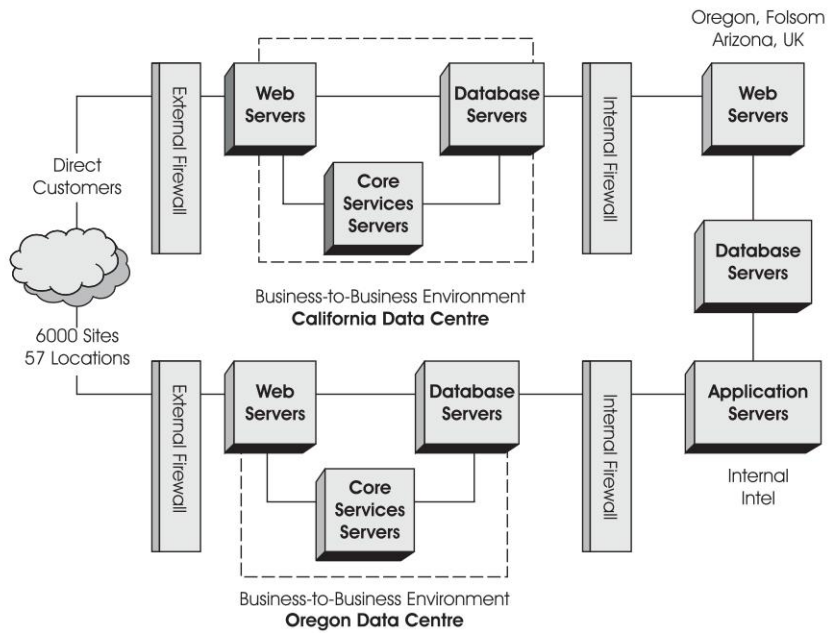 Oregon, Folsom
Arizona, UK
External Firewall
Web
Servers
Database
Servers
Internal Firewall
Web
Servers
Direct
Customers
Core
Services
Servers
Database
Servers
Business-to-Business Environment
California Data Centre
6000 Sites
57 Locations
External Firewall
Web
Servers
Database
Servers
Internal Firewall
Application
Servers
Core
Services
Servers
Internal
Intel
Business-to-Business Environment
Oregon Data Centre